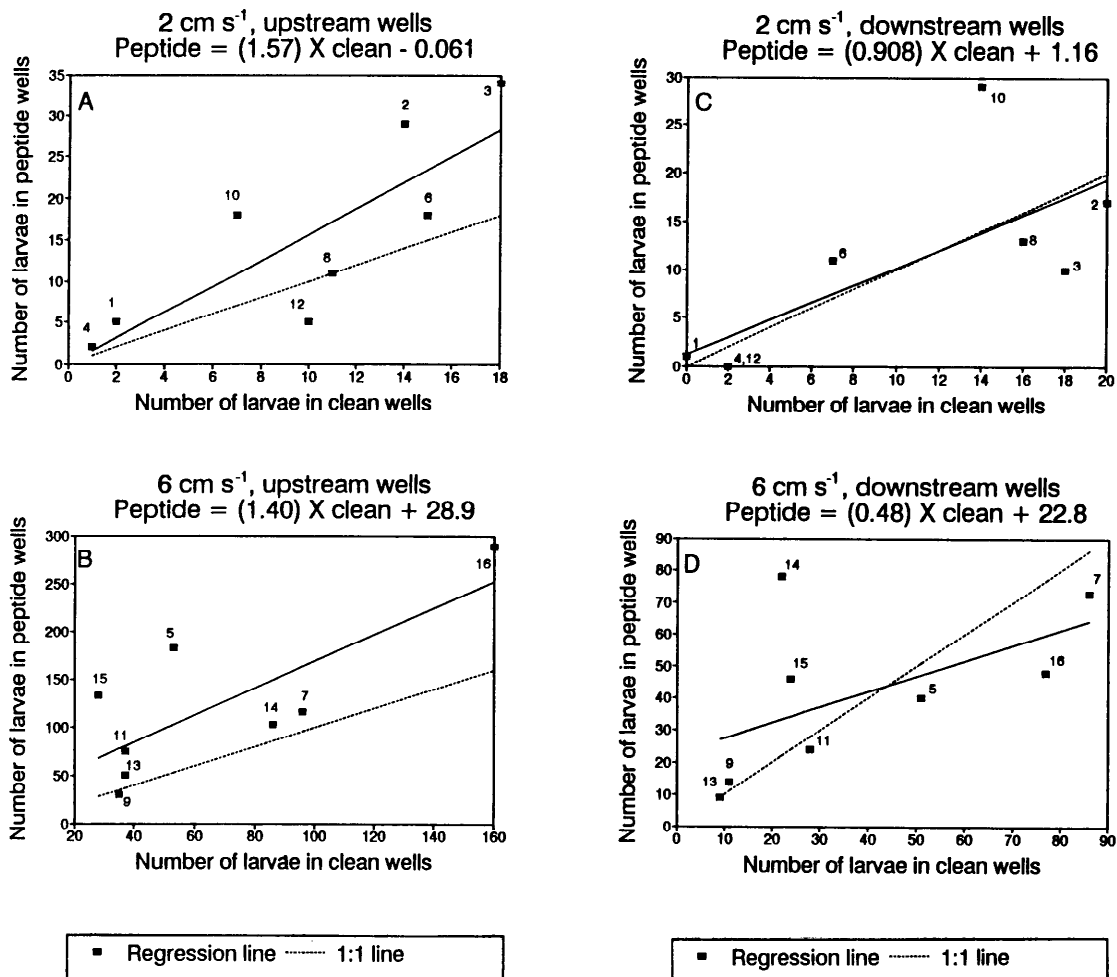 2 cm s⁻¹, upstream wells
Peptide = (1.57) X clean - 0.061
A
Number of larvae in peptide wells
35
30
25
20
15
10
5
0
0 2 4 6 8 10 12 14 16 18
4
1
10
12
8
2
6
3
Number of larvae in clean wells
2 cm s⁻¹, downstream wells
Peptide = (0.908) X clean + 1.16
C
Number of larvae in peptide wells
30
25
20
15
10
5
0
0 2 4 6 8 10 12 14 16 18 20
1
4,12
6
10
8
3
2
Number of larvae in clean wells
6 cm s⁻¹, upstream wells
Peptide = (1.40) X clean + 28.9
B
Number of larvae in peptide wells
300
250
200
150
100
50
0
20 40 60 80 100 120 140 160
15
11
13
9
5
14
7
16
Number of larvae in clean wells
6 cm s⁻¹, downstream wells
Peptide = (0.48) X clean + 22.8
D
Number of larvae in peptide wells
90
80
70
60
50
40
30
20
10
0
0 10 20 30 40 50 60 70 80 90
13
9
14
15
11
5
16
7
Number of larvae in clean wells
Regression line 1:1 line
Regression line 1:1 line